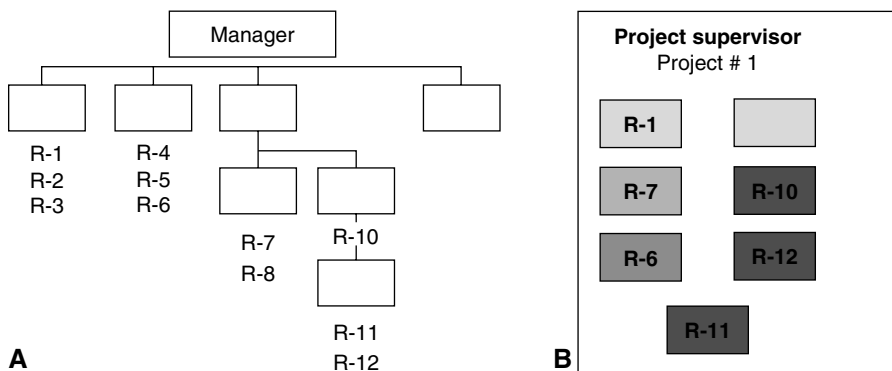 Manager
R-1
R-2
R-3
R-4
R-5
R-6
R-7
R-8
R-10
R-11
R-12
A
Project supervisor
Project # 1
R-1
R-7
R-10
R-6
R-12
R-11
B